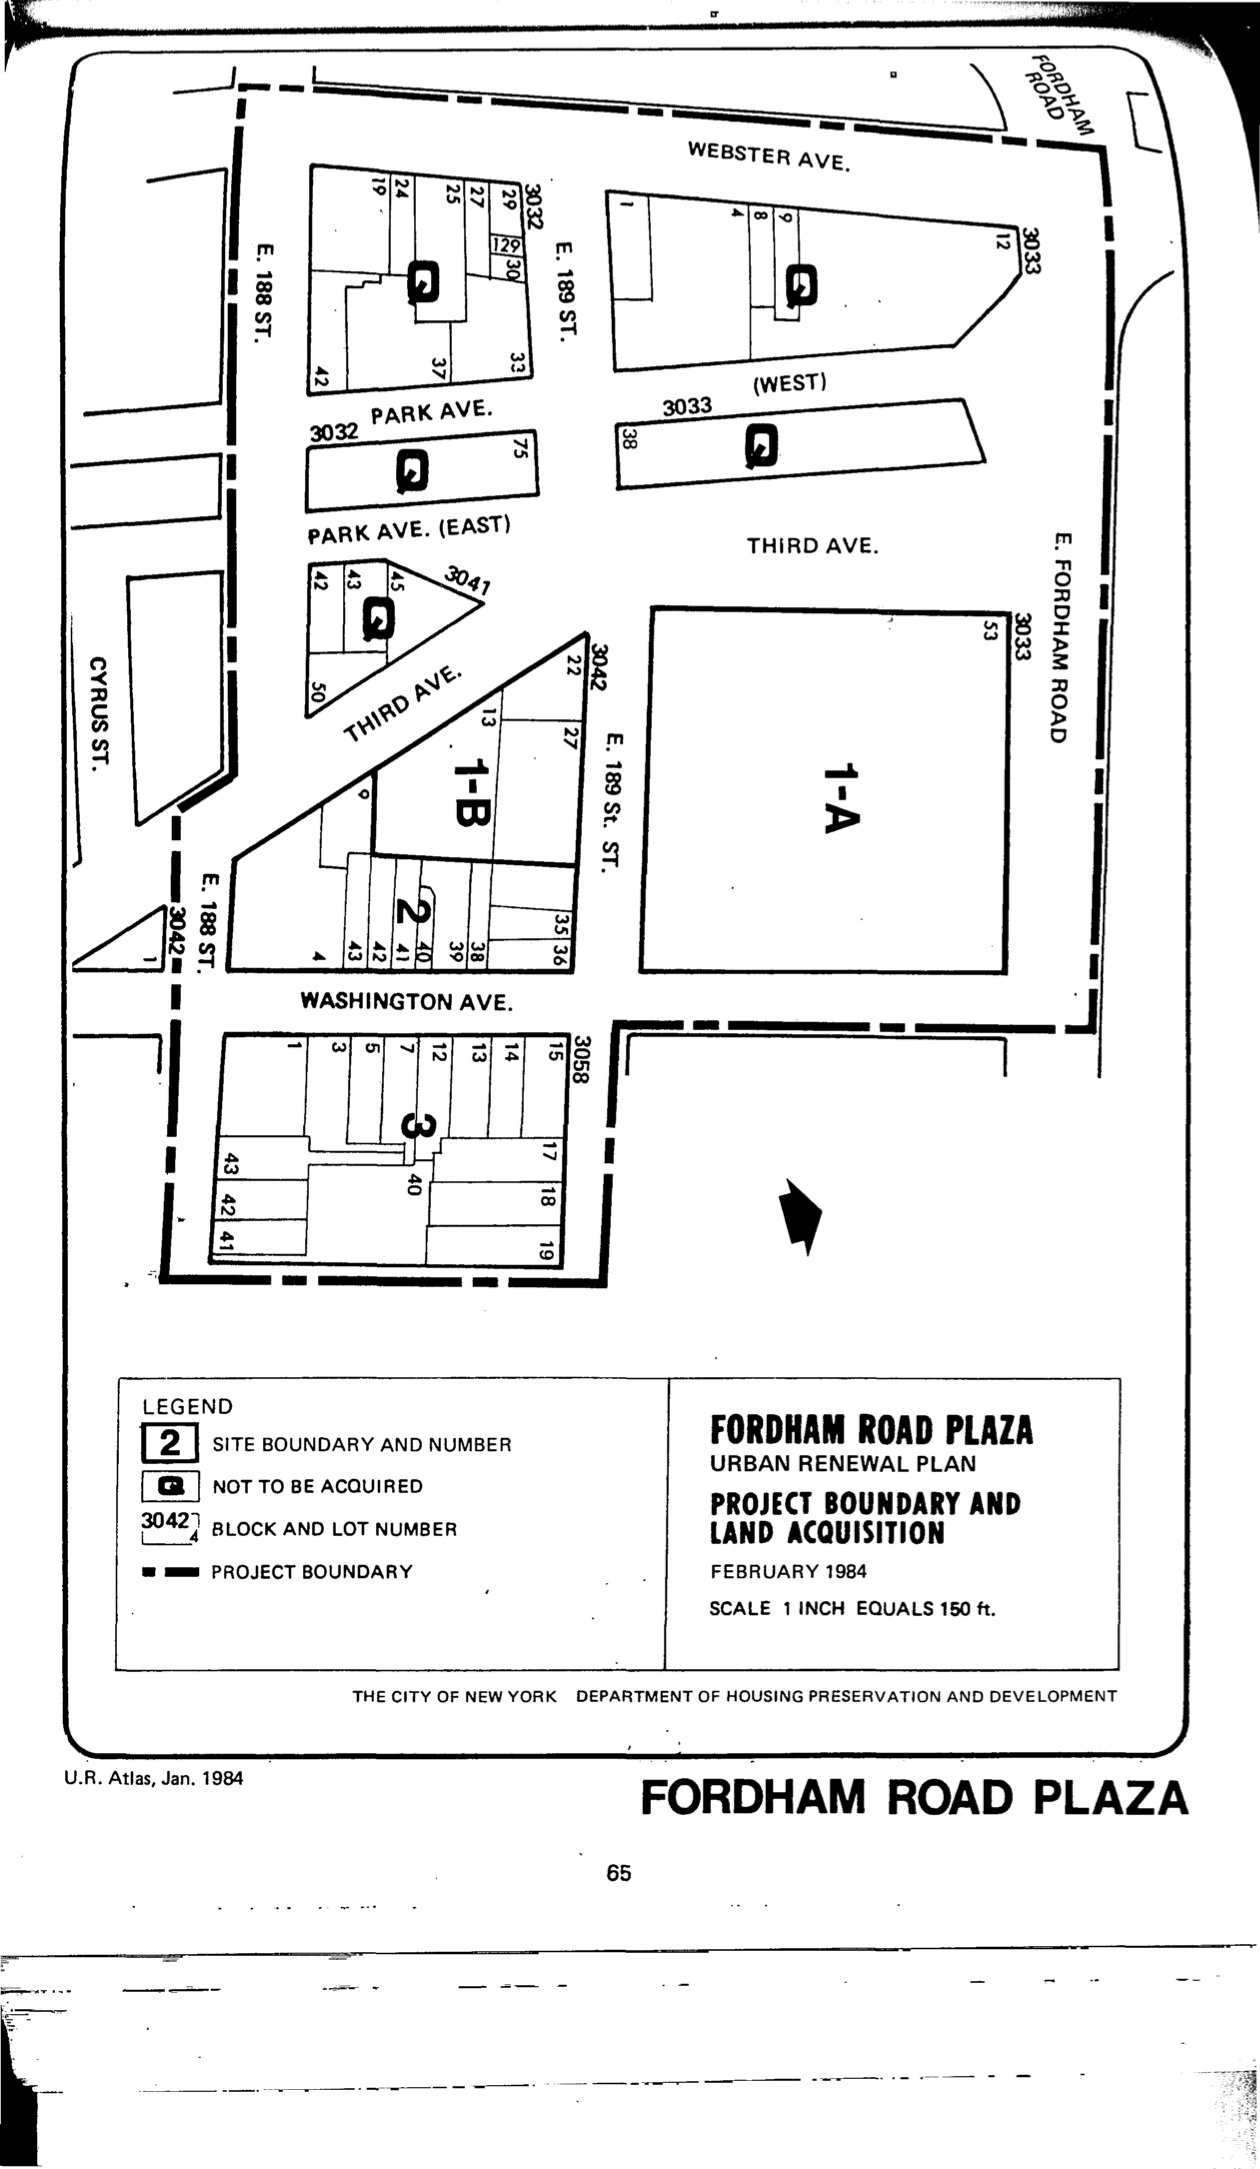 FORDHAM
ROAD
WEBSTER AVE.
19
24
25
27
29
3032
129
30
33
37
42
E. 188 ST.
E. 189 ST.
1
4
8
9
12
3033
Q
Q
PARK AVE.
(WEST)
3032
75
Q
3033
38
Q
PARK AVE. (EAST)
THIRD AVE.
E. FORDHAM ROAD
42
43
45
3041
Q
50
THIRD AVE.
CYRUS ST.
22
3042
13
27
1-B
9
E. 189 St. ST.
53
3033
1-A
E. 188 ST.
3042
1
2
4
43
42
41
40
39
38
35
36
WASHINGTON AVE.
1
3
5
7
12
13
14
15
3058
3
17
18
19
40
43
42
41
LEGEND
2 SITE BOUNDARY AND NUMBER
Q NOT TO BE ACQUIRED
3042 4 BLOCK AND LOT NUMBER
PROJECT BOUNDARY
FORDHAM ROAD PLAZA
URBAN RENEWAL PLAN
PROJECT BOUNDARY AND
LAND ACQUISITION
FEBRUARY 1984
SCALE 1 INCH EQUALS 150 ft.
THE CITY OF NEW YORK DEPARTMENT OF HOUSING PRESERVATION AND DEVELOPMENT
U.R. Atlas, Jan. 1984
FORDHAM ROAD PLAZA
65